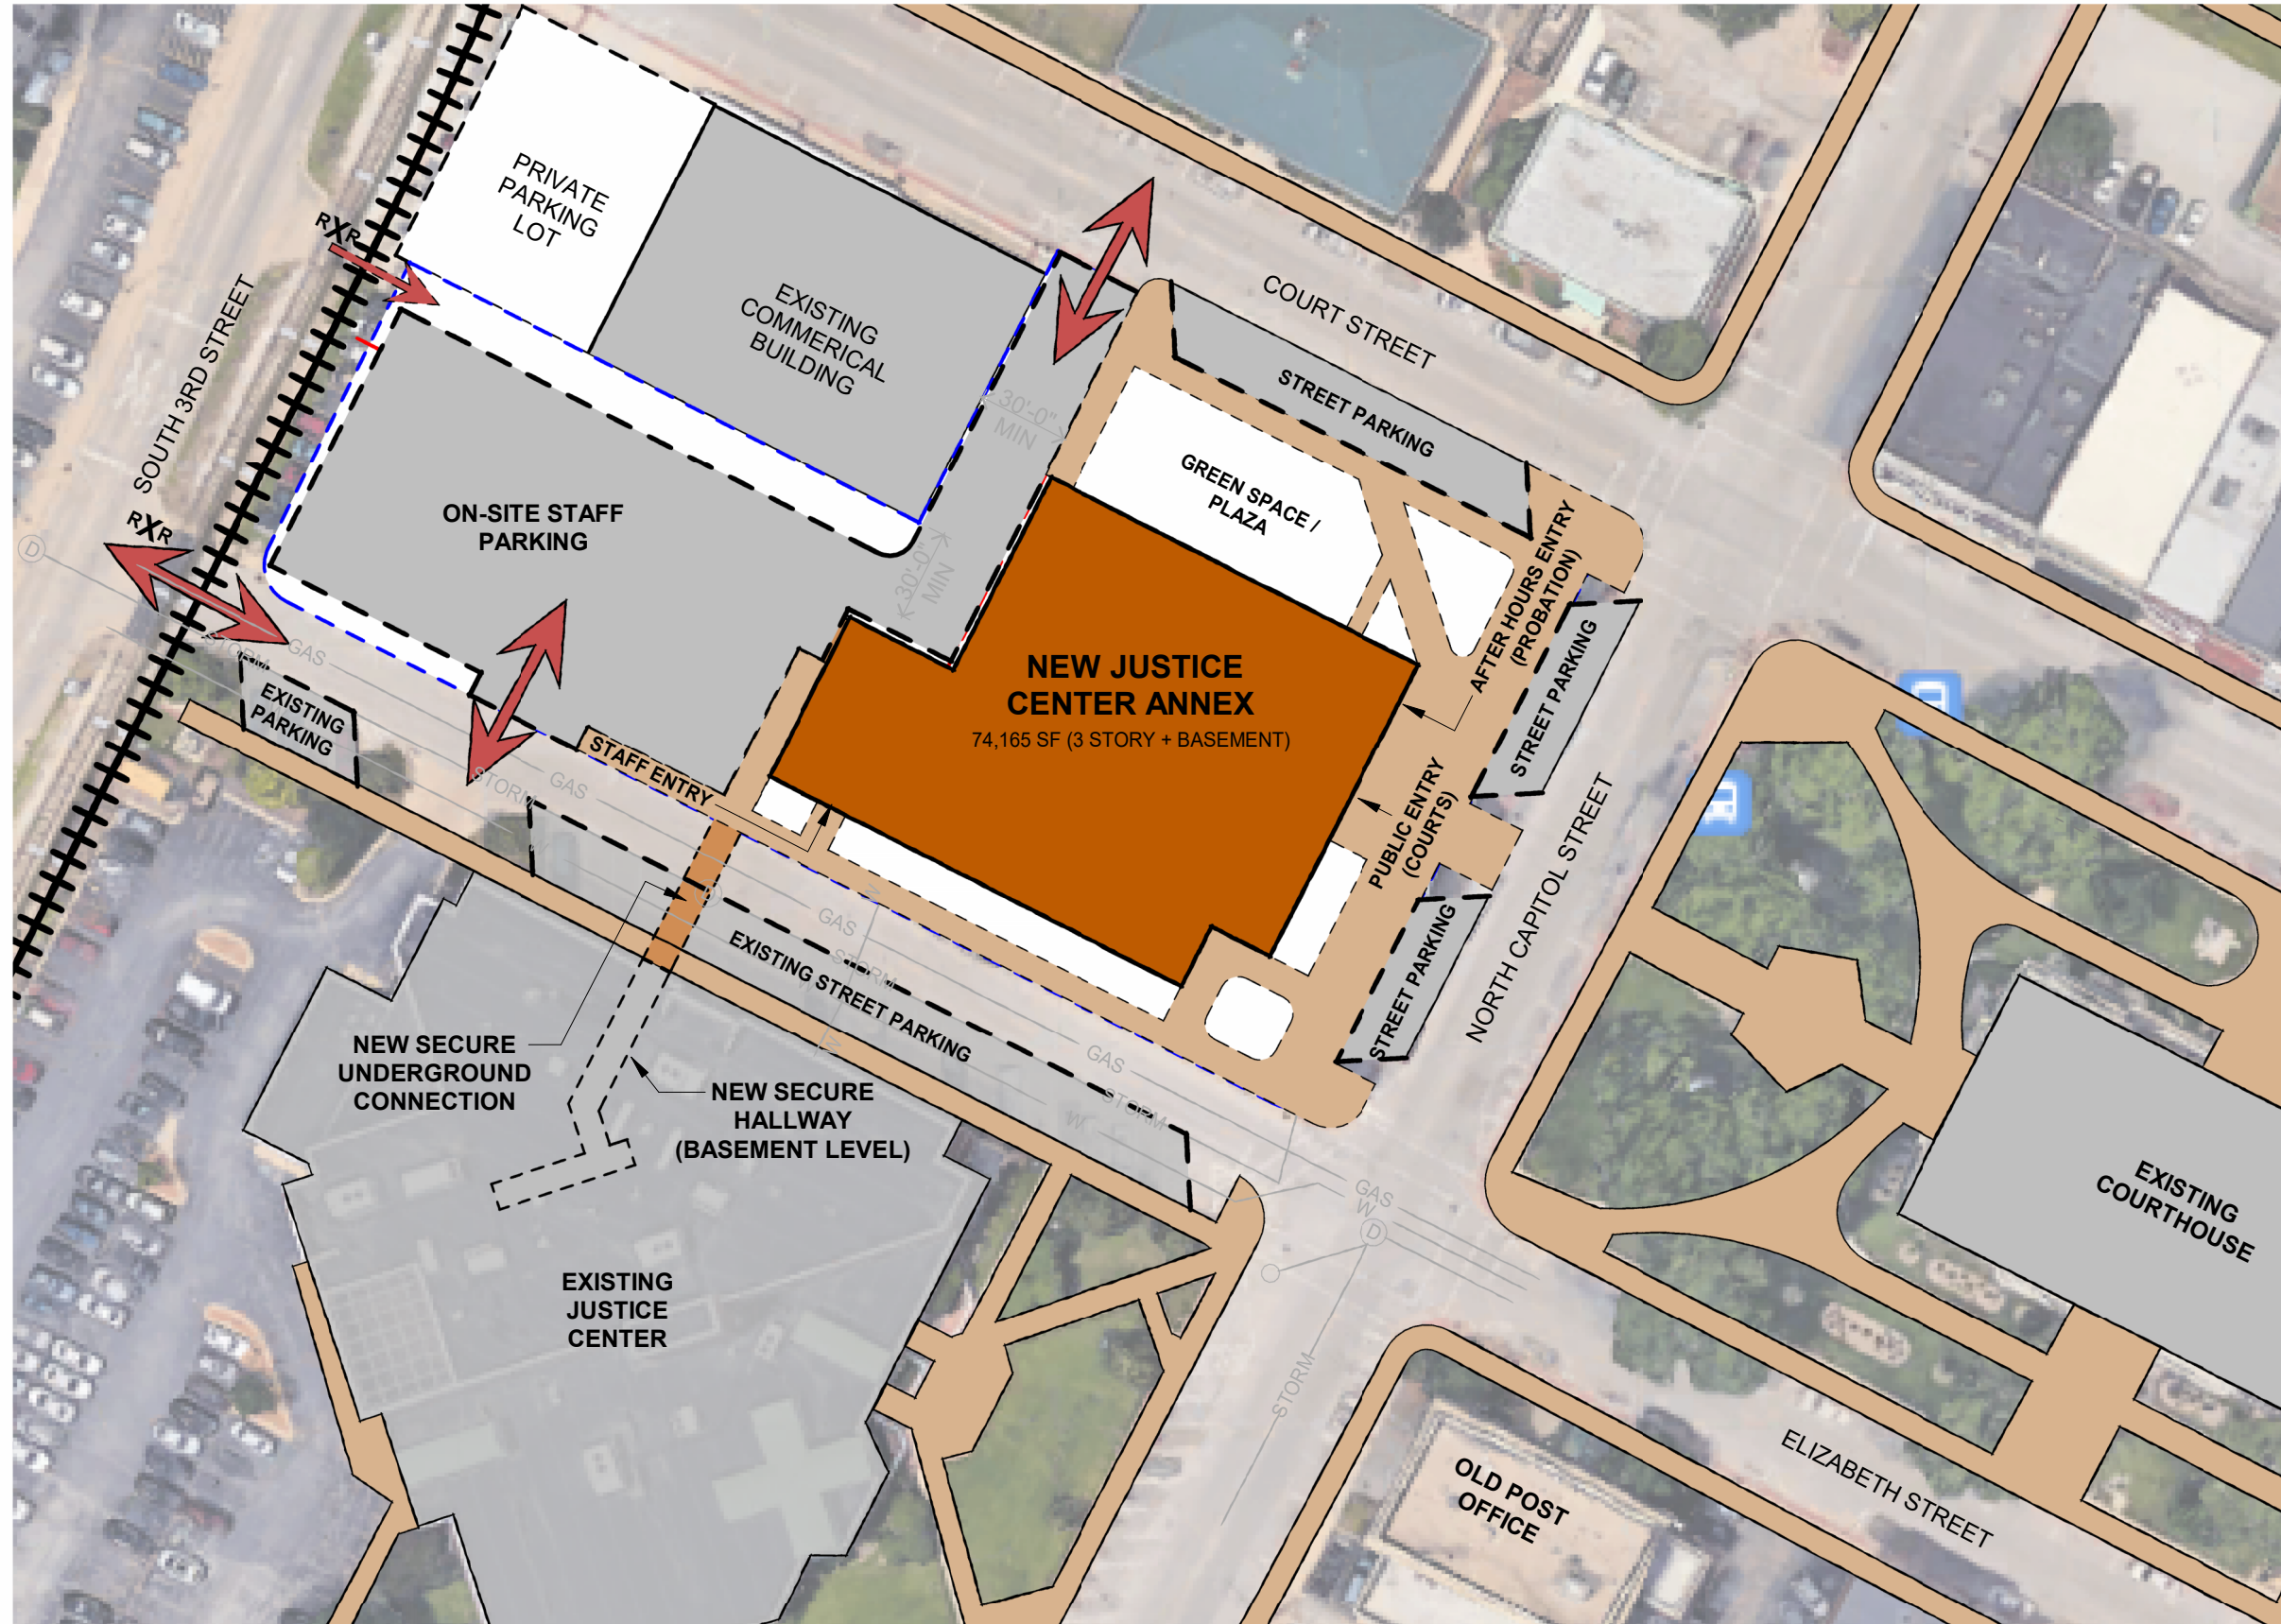 PRIVATE
PARKING
LOT
RXR
SOUTH 3RD STREET
EXISTING
COMMERICAL
BUILDING
COURT STREET
STREET PARKING
30'-0"
MIN
GREEN SPACE /
PLAZA
ON-SITE STAFF
PARKING
RXR
D
30'-0"
MIN
AFTER HOURS ENTRY
(PROBATION)
STREET PARKING
NEW JUSTICE
CENTER ANNEX
74,165 SF (3 STORY + BASEMENT)
STORM
GAS
EXISTING
PARKING
STAFF ENTRY
STORM
GAS
PUBLIC ENTRY
(COURTS)
NORTH CAPITOL STREET
STREET PARKING
D
W
GAS
STORM
EXISTING STREET PARKING
W
GAS
STORM
W
NEW SECURE
UNDERGROUND
CONNECTION
NEW SECURE
HALLWAY
(BASEMENT LEVEL)
GAS
W
D
EXISTING
COURTHOUSE
EXISTING
JUSTICE
CENTER
STORM
ELIZABETH STREET
OLD POST
OFFICE